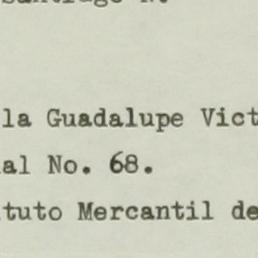 la Guadalupe Vict
al No. 68.
tuto Mercantil de